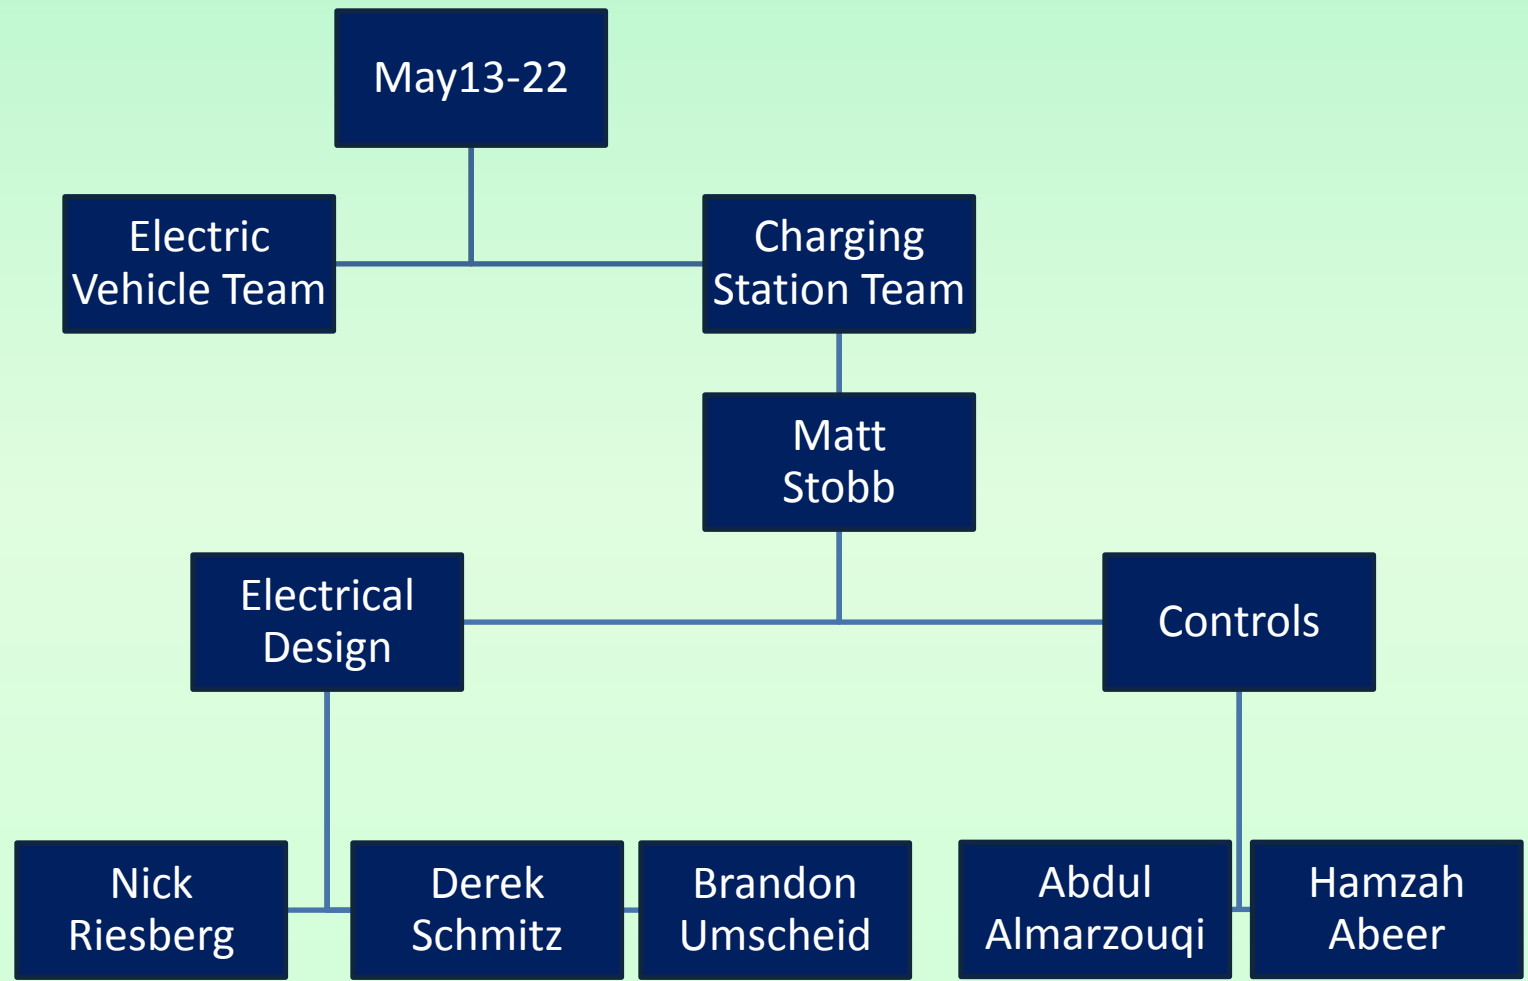 May13-22
Electric
Vehicle Team
Charging
Station Team
Matt
Stobb
Electrical
Design
Controls
Nick
Riesberg
Derek
Schmitz
Brandon
Umscheid
Abdul
Almarzouqi
Hamzah
Abeer